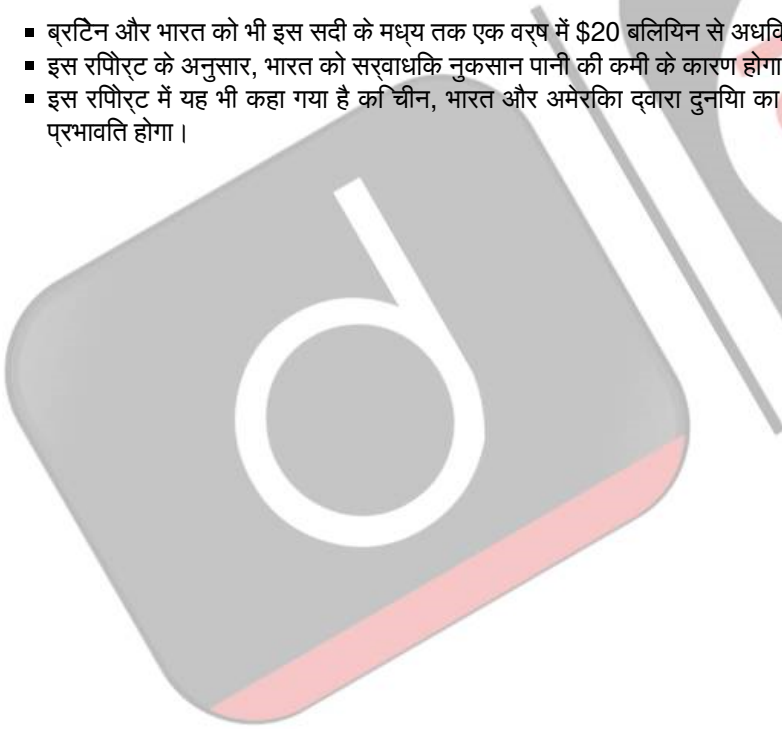 ▪ ब्रिटेन और भारत को भी इस सदी के मध्य तक एक वर्ष में $20 बिलियन से
▪ इस रिपोर्ट के अनुसार, भारत को सर्वाधिक नुकसान पानी की कमी के कारण होगा
▪ इस रिपोर्ट में यह भी कहा गया है कि चीन, भारत और अमेरिका द्वारा दुनिया का
प्रभावित होगा।
d